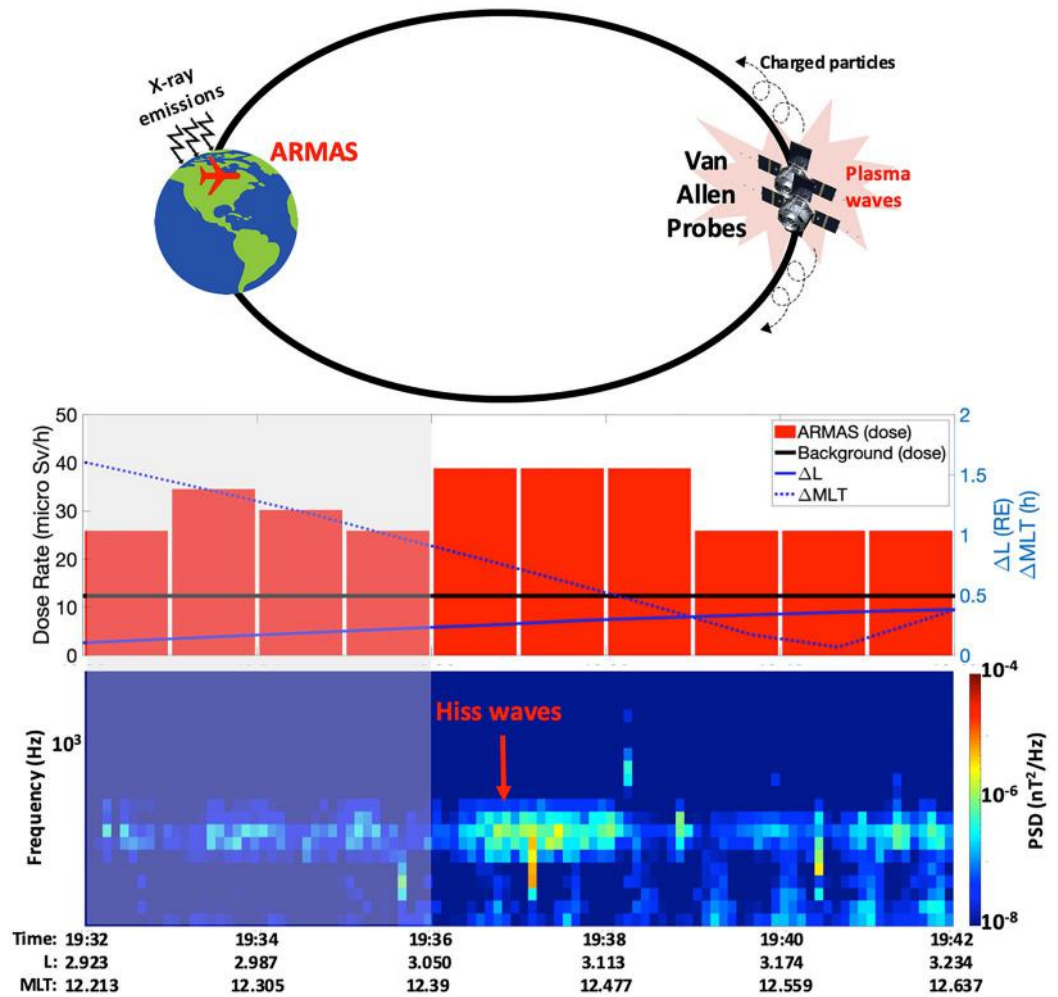 X-ray
emissions
ARMAS
Charged particles
Van
Allen
Probes
Plasma
waves
50
40
30
20
10
0
Dose Rate (micro Sv/h)
ARMAS (dose)
Background (dose)
ΔL
ΔMLT
2
1.5
1
0.5
0
ΔL (RE)
ΔMLT (h)
Hiss waves
10³
Frequency (Hz)
10⁻⁴
10⁻⁶
10⁻⁸
PSD (nT²/Hz)
Time: 19:32 19:34 19:36 19:38 19:40 19:42
L: 2.923 2.987 3.050 3.113 3.174 3.234
MLT: 12.213 12.305 12.39 12.477 12.559 12.637